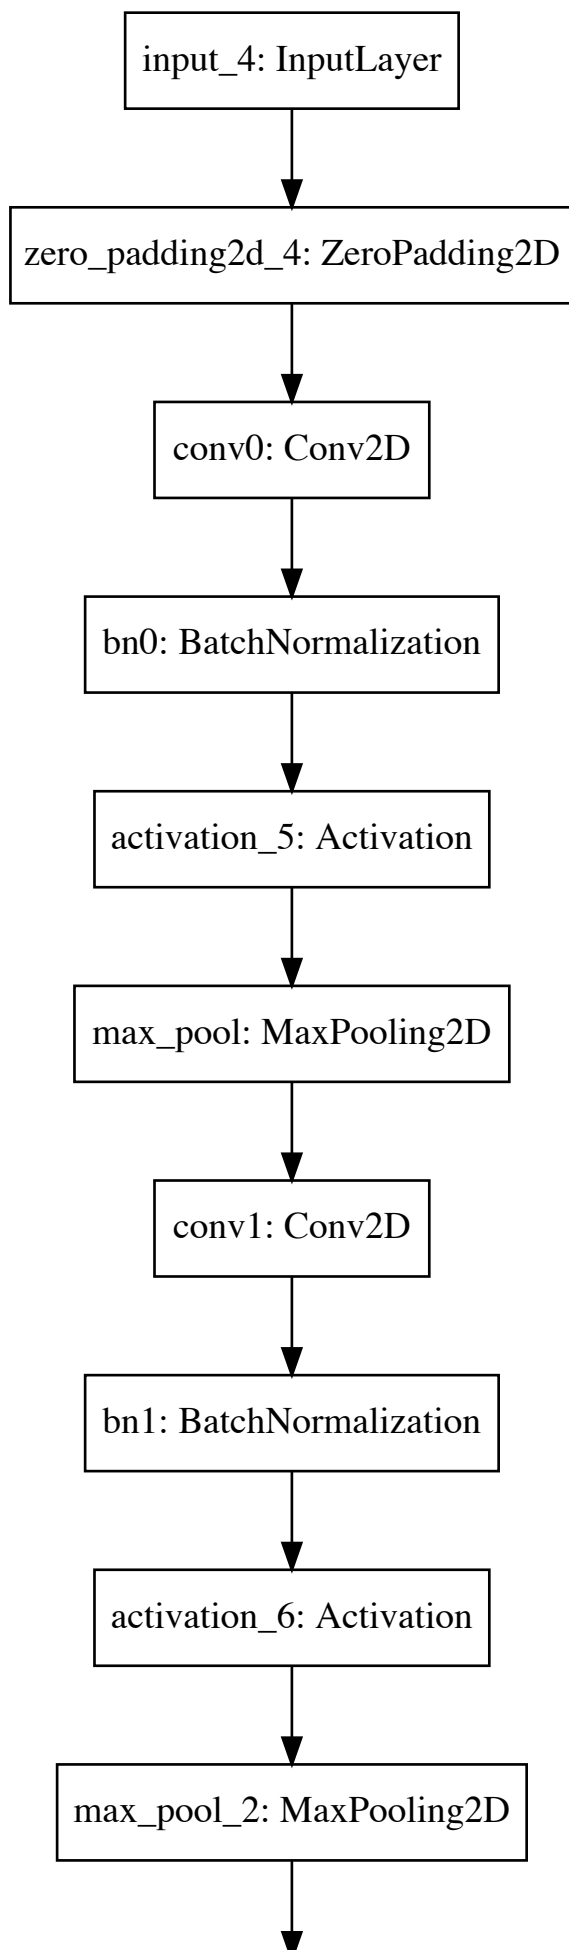 input_4: InputLayer
zero_padding2d_4: ZeroPadding2D
conv0: Conv2D
bn0: BatchNormalization
activation_5: Activation
max_pool: MaxPooling2D
conv1: Conv2D
bn1: BatchNormalization
activation_6: Activation
max_pool_2: MaxPooling2D